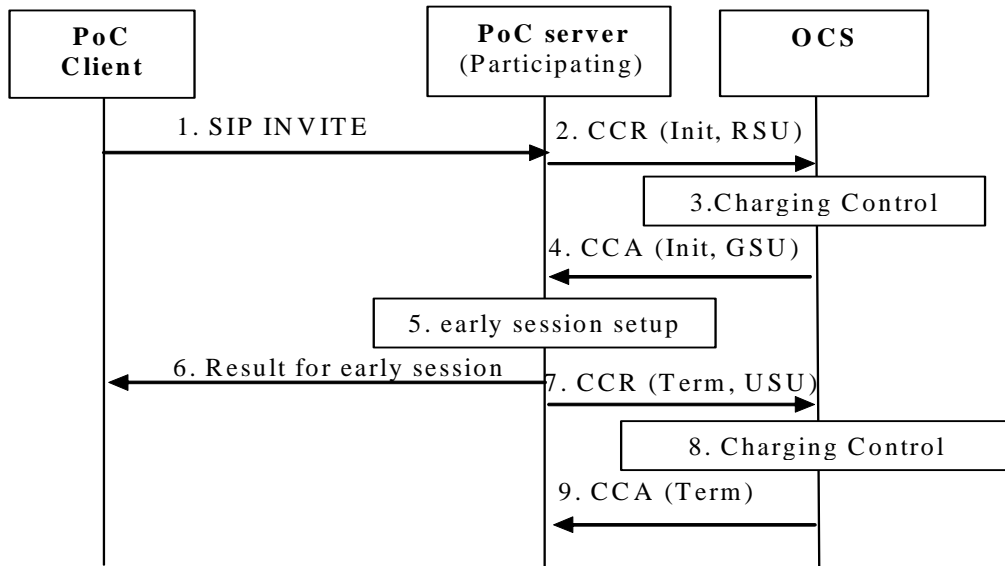 PoC
Client
PoC server
(Participating)
OCS
1. SIP INVITE
2. CCR (Init, RSU)
3.Charging Control
4. CCA (Init, GSU)
5. early session setup
6. Result for early session
7. CCR (Term, USU)
8. Charging Control
9. CCA (Term)